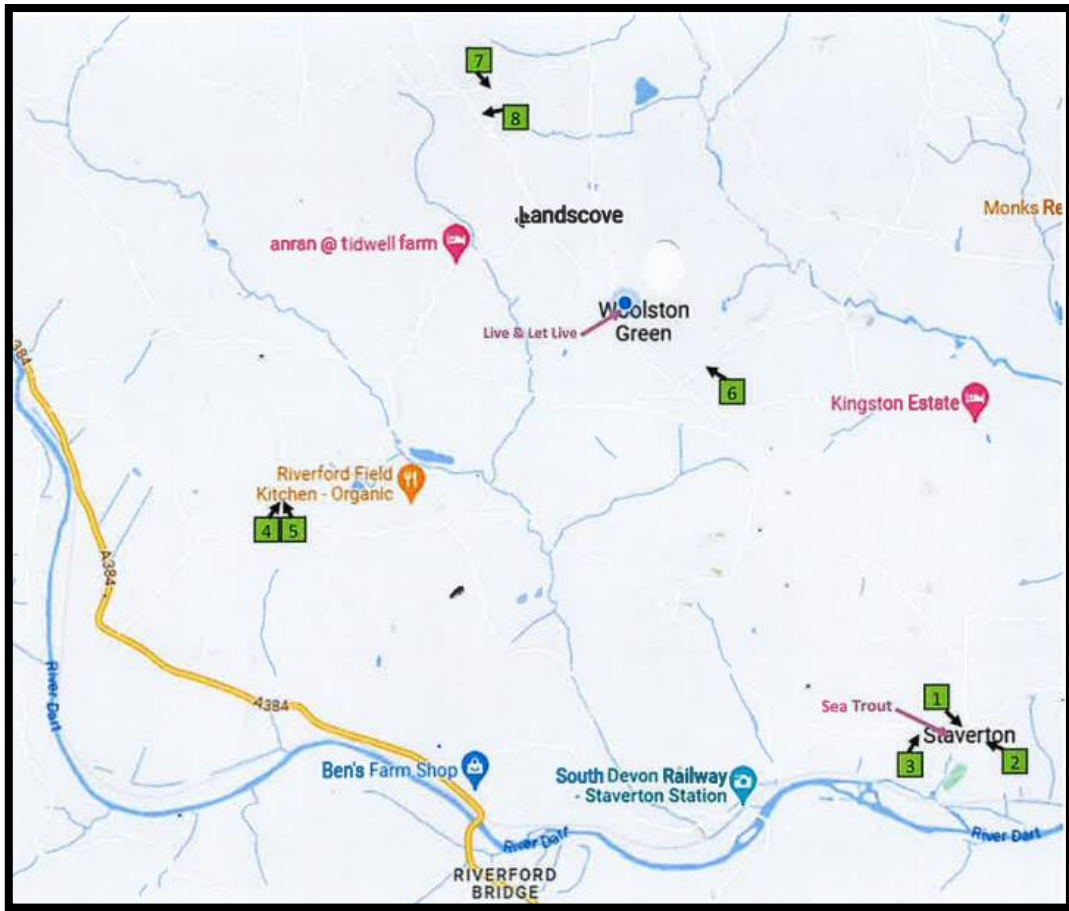 7
8
Landscove
Monks Re
anran @ tidwell farm
Woolston
Green
Live & Let Live
384
6
Kingston Estate
Riverford Field
Kitchen - Organic
4 5
A384
River Dart
A384
1
Sea Trout
Staverton
3
2
Ben's Farm Shop
South Devon Railway
- Staverton Station
River Dart
River Dart
RIVERFORD
BRIDGE